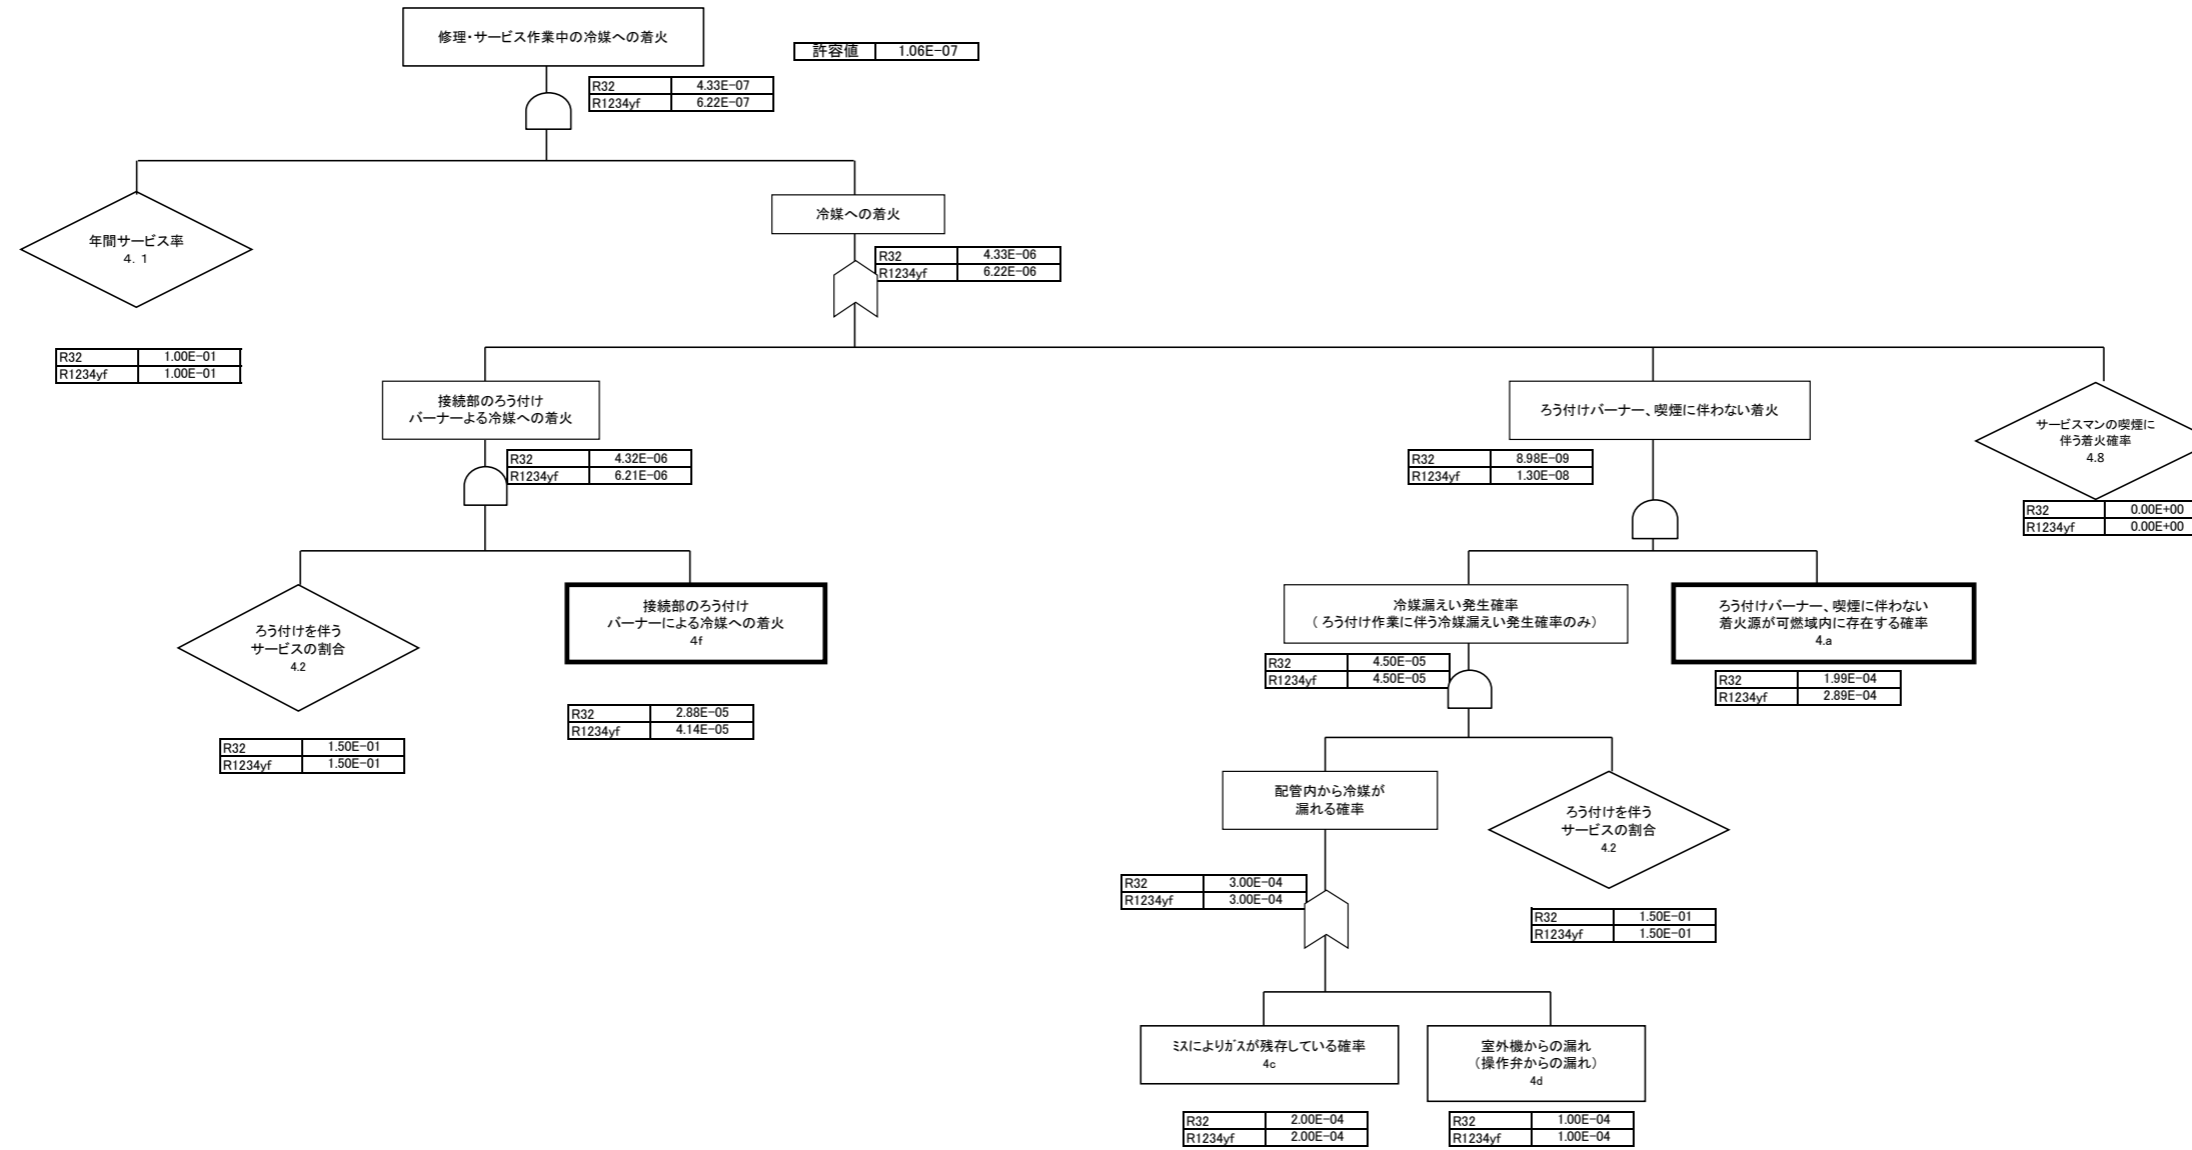 修理・サービス作業中の冷媒への着火
許容値 1.06E-07
R32 4.33E-07
R1234yf 6.22E-07
年間サービス率
4. 1
R32 1.00E-01
R1234yf 1.00E-01
冷媒への着火
R32 4.33E-06
R1234yf 6.22E-06
接続部のろう付け
バーナーよる冷媒への着火
R32 4.32E-06
R1234yf 6.21E-06
ろう付けバーナー、喫煙に伴わない着火
R32 8.98E-09
R1234yf 1.30E-08
サービスマンの喫煙に
伴う着火確率
4.8
R32 0.00E+00
R1234yf 0.00E+00
ろう付けを伴う
サービスの割合
4.2
R32 1.50E-01
R1234yf 1.50E-01
接続部のろう付け
バーナーによる冷媒への着火
4f
R32 2.88E-05
R1234yf 4.14E-05
冷媒漏えい発生確率
(ろう付け作業に伴う冷媒漏えい発生確率のみ)
R32 4.50E-05
R1234yf 4.50E-05
ろう付けバーナー、喫煙に伴わない
着火源が可燃域内に存在する確率
4.a
R32 1.99E-04
R1234yf 2.89E-04
配管内から冷媒が
漏れる確率
R32 3.00E-04
R1234yf 3.00E-04
ろう付けを伴う
サービスの割合
4.2
R32 1.50E-01
R1234yf 1.50E-01
ﾐｽによりｶﾞｽが残存している確率
4c
R32 2.00E-04
R1234yf 2.00E-04
室外機からの漏れ
(操作弁からの漏れ)
4d
R32 1.00E-04
R1234yf 1.00E-04